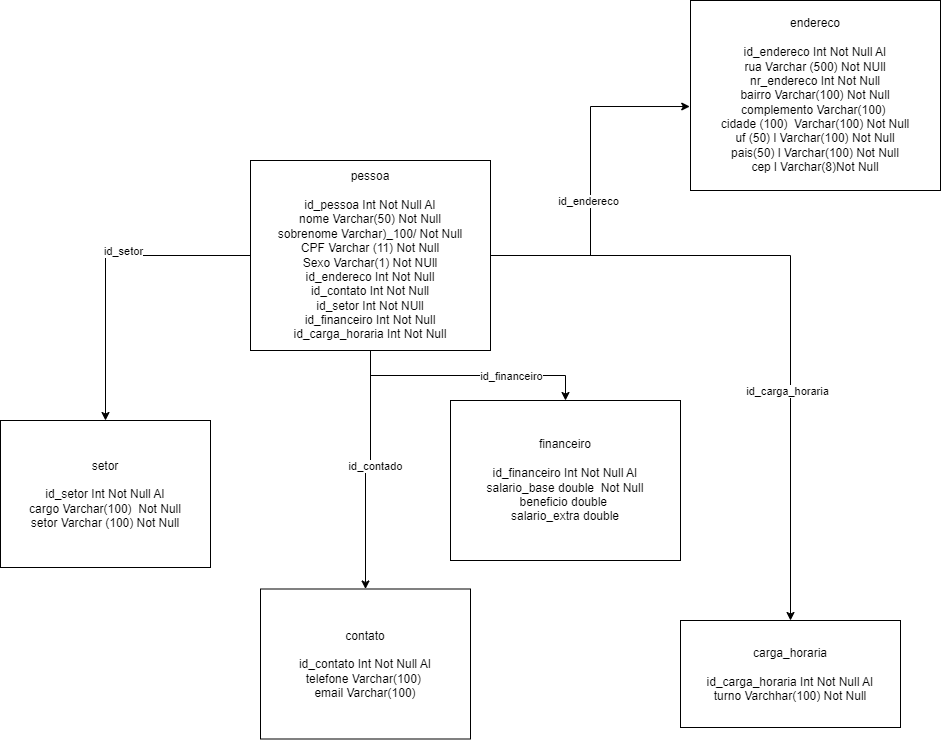 endereco
id_endereco Int Not Null AI
rua Varchar (500) Not NUll
nr_endereco Int Not Null
bairro Varchar(100) Not Null
complemento Varchar(100)
cidade (100)  Varchar(100) Not Null
uf (50) l Varchar(100) Not Null
pais(50) l Varchar(100) Not Null
cep l Varchar(8)Not Null
id_endereco
pessoa
id_pessoa Int Not Null AI
nome Varchar(50) Not Null
sobrenome Varchar)_100/ Not Null
CPF Varchar (11) Not Null
Sexo Varchar(1) Not NUll
id_endereco Int Not Null
id_contato Int Not Null
id_setor Int Not NUll
id_financeiro Int Not Null
id_carga_horaria Int Not Null
id_setor
id_financeiro
id_carga_horaria
id_contado
setor
id_setor Int Not Null AI
cargo Varchar(100)  Not Null
setor Varchar (100) Not Null
financeiro
id_financeiro Int Not Null AI
salario_base double  Not Null
beneficio double
salario_extra double
contato
id_contato Int Not Null AI
telefone Varchar(100)
email Varchar(100)
carga_horaria
id_carga_horaria Int Not Null AI
turno Varchhar(100) Not Null